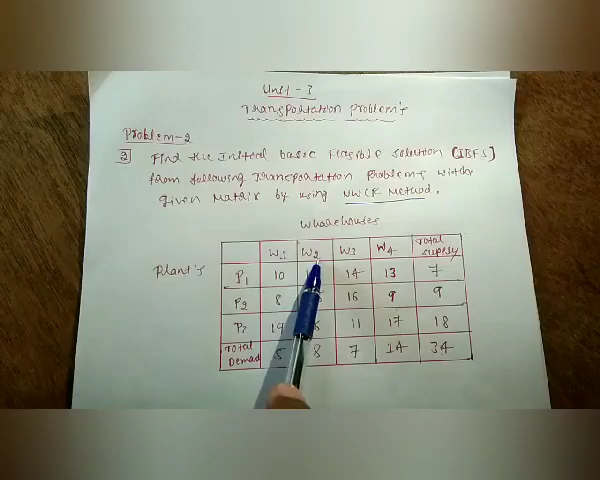 Unit - 3
Transportation Problem's
Problem-2
2 Find the Initial basic Feasible Solution [IBFS]
from following Transportation Problems with
given Matrix by using NWCR Method.
Wharehouses
Plant's
W1 W2 W3 W4 Total Supply
P1 10 14 13 7
P2 8 16 9 9
P3 19 11 17 18
Total Demad 5 8 7 14 34